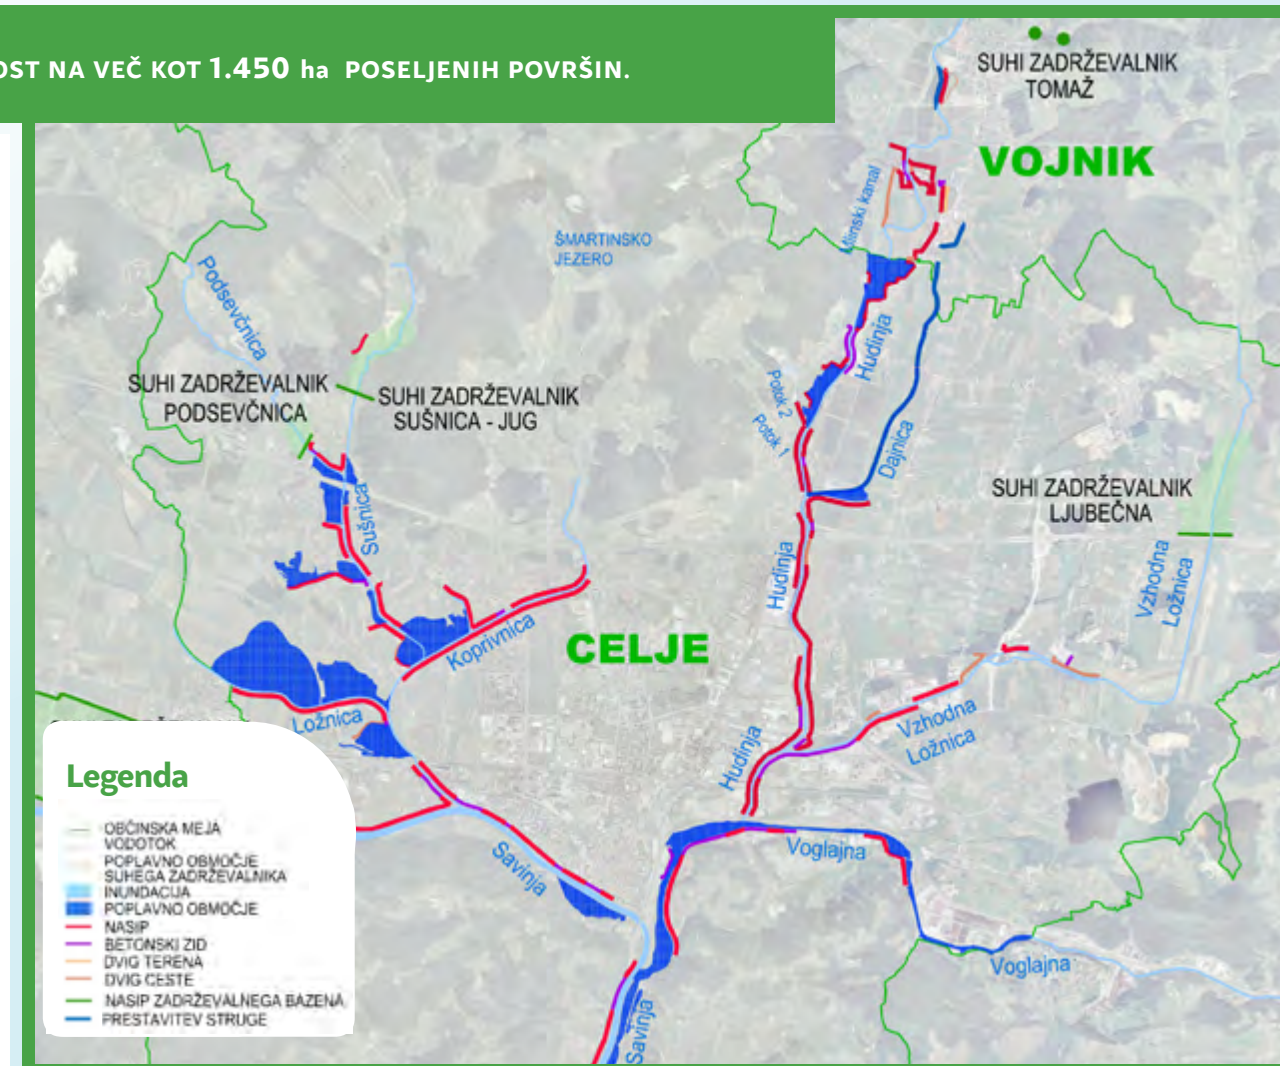 OST NA VEČ KOT 1.450 ha POSELJENIH POVRŠIN.
SUHI ZADRŽEVALNIK
TOMAŽ
VOJNIK
Mlinski kanal
ŠMARTINSKO
JEZERO
Podsevčnica
Hudinja
SUHI ZADRŽEVALNIK
PODSEVČNICA
SUHI ZADRŽEVALNIK
SUŠNICA - JUG
Potok 2
Potok 1
Dajnica
SUHI ZADRŽEVALNIK
LJUBEČNA
Sušnica
Hudinja
Vzhodna
Ložnica
Koprivnica
CELJE
Ložnica
Vzhodna
Ložnica
Hudinja
Savinja
Voglajna
Voglajna
Savinja
Legenda
OBČINSKA MEJA
VODOTOK
POPLAVNO OBMOČJE
SUHEGA ZADRŽEVALNIKA
INUNDACIJA
POPLAVNO OBMOČJE
NASIP
BETONSKI ZID
DVIG TERENA
DVIG CESTE
NASIP ZADRŽEVALNEGA BAZENA
PRESTAVITEV STRUGE